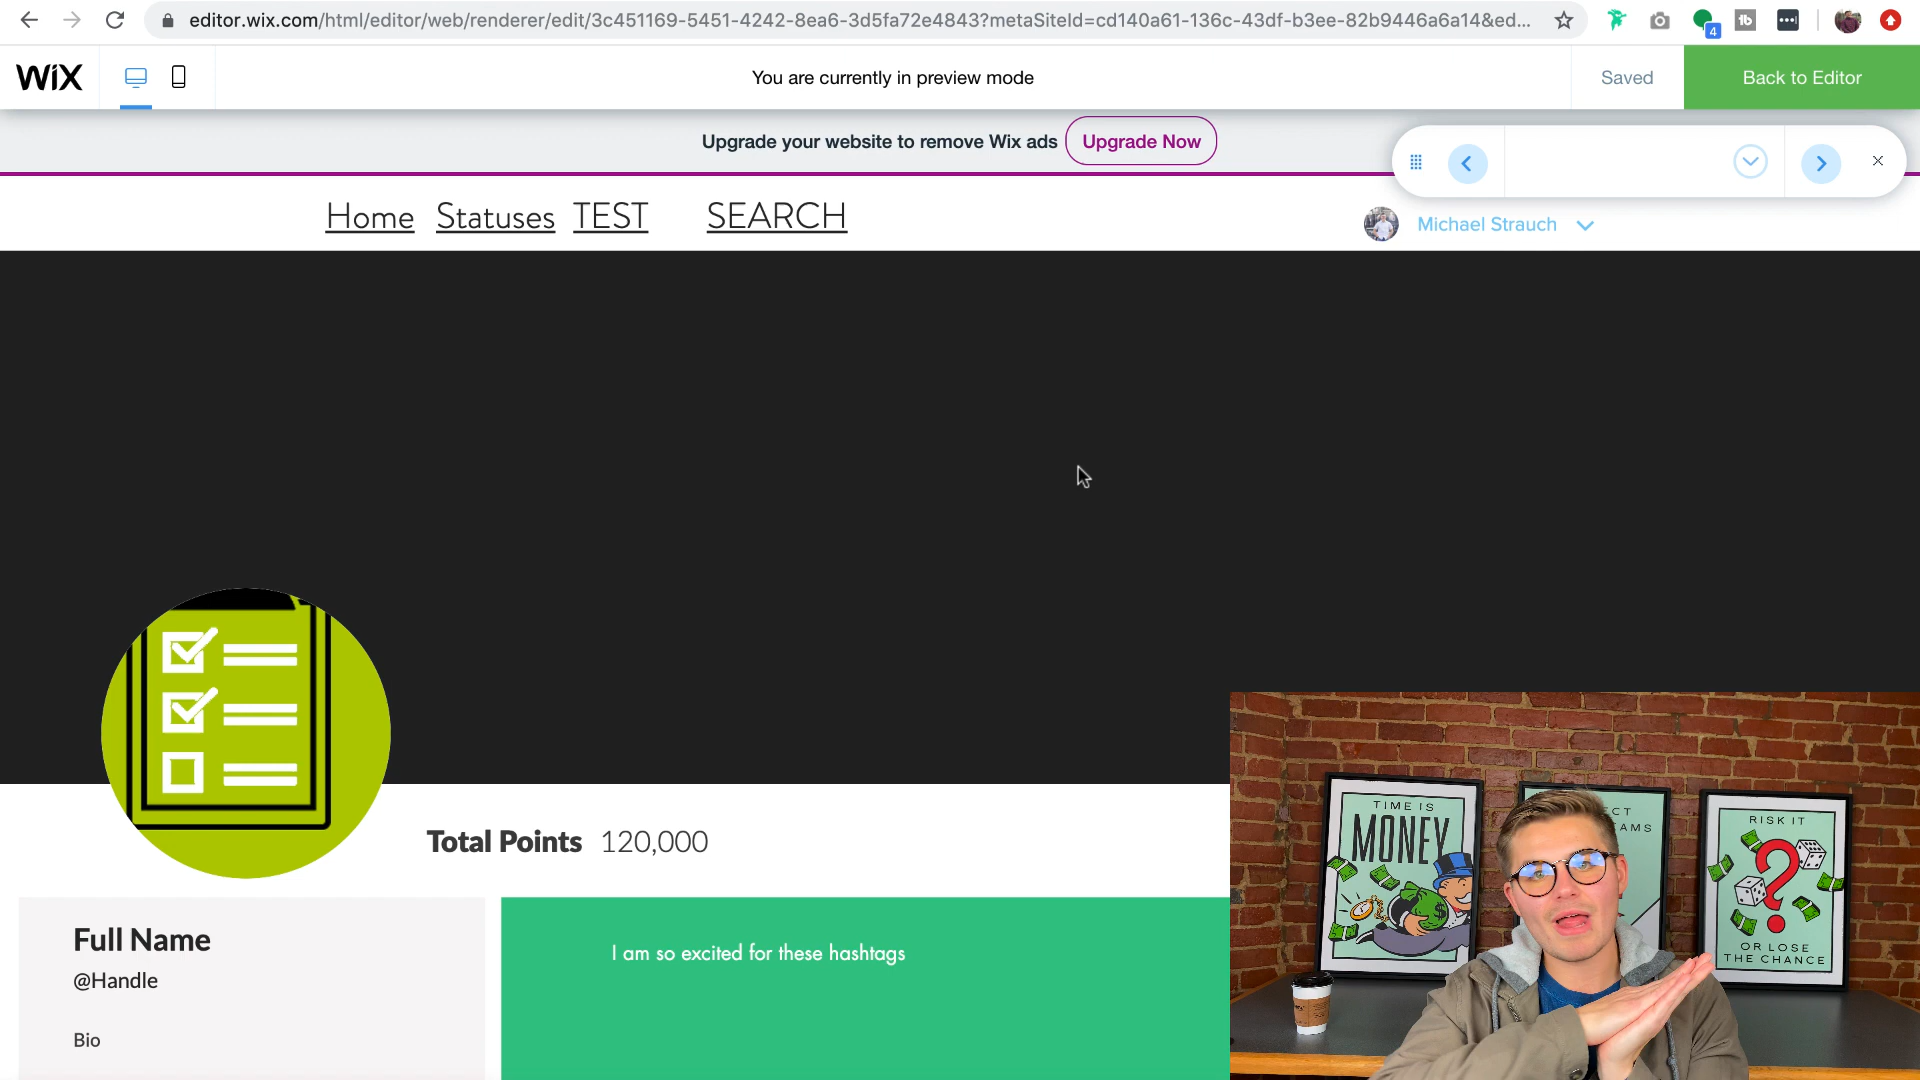 editor.wix.com/html/editor/web/renderer/edit/3c451169-5451-4242-8ea6-3d5fa72e4843?metaSiteId=cd140a61-136c-43df-b3ee-82b9446a6a14&ed...
4
WiX
You are currently in preview mode
Saved
Back to Editor
Upgrade your website to remove Wix ads
Upgrade Now
Home Statuses TEST SEARCH
Michael Strauch
Total Points 120,000
Full Name
@Handle
Bio
I am so excited for these hashtags
TIME IS
MONEY
RISK IT
OR LOSE
THE CHANCE